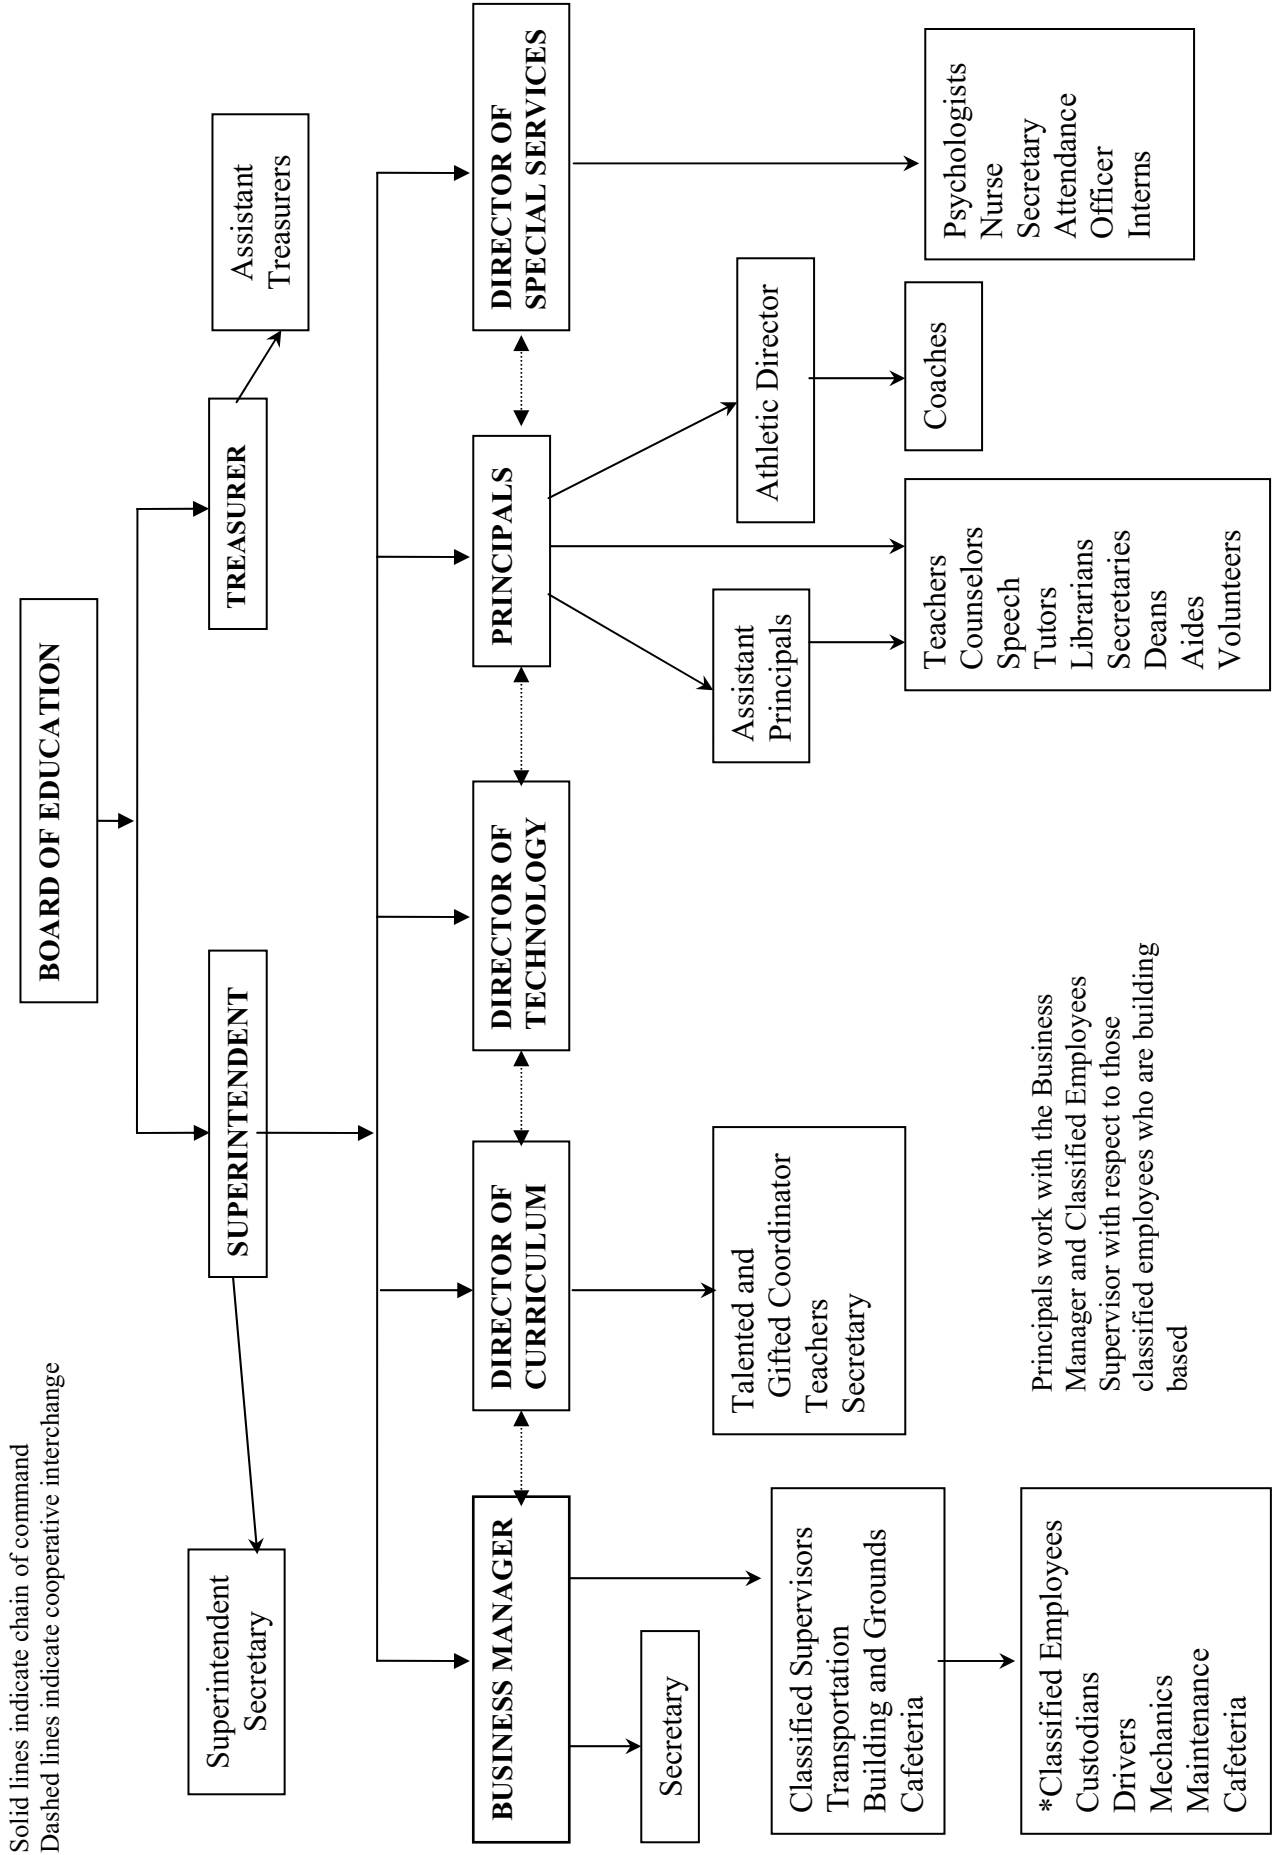 Solid lines indicate chain of command
Dashed lines indicate cooperative interchange
BOARD OF EDUCATION
Superintendent
Secretary
SUPERINTENDENT
TREASURER
Assistant
Treasurers
BUSINESS MANAGER
DIRECTOR OF
CURRICULUM
DIRECTOR OF
TECHNOLOGY
PRINCIPALS
DIRECTOR OF
SPECIAL SERVICES
Secretary
Classified Supervisors
Transportation
Building and Grounds
Cafeteria
*Classified Employees
Custodians
Drivers
Mechanics
Maintenance
Cafeteria
Talented and
Gifted Coordinator
Teachers
Secretary
Assistant
Principals
Athletic Director
Teachers
Counselors
Speech
Tutors
Librarians
Secretaries
Deans
Aides
Volunteers
Coaches
Psychologists
Nurse
Secretary
Attendance
Officer
Interns
Principals work with the Business
Manager and Classified Employees
Supervisor with respect to those
classified employees who are building
based